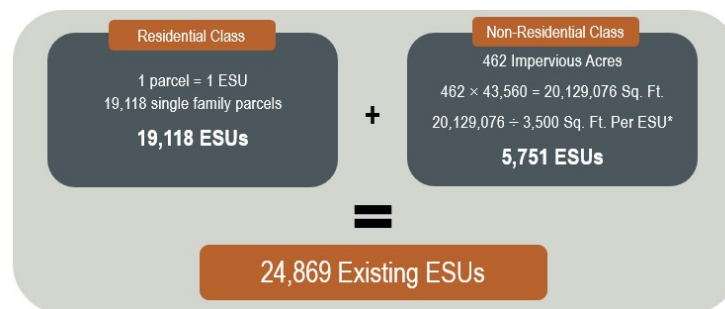 Residential Class
1 parcel = 1 ESU
19,118 single family parcels
19,118 ESUs
+
Non-Residential Class
462 Impervious Acres
462 × 43,560 = 20,129,076 Sq. Ft.
20,129,076 ÷ 3,500 Sq. Ft. Per ESU*
5,751 ESUs
=
24,869 Existing ESUs